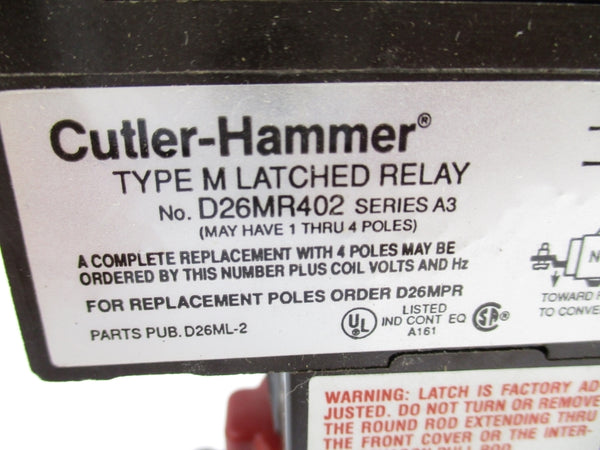 Cutler-Hammer®
TYPE M LATCHED RELAY
No. D26MR402 SERIES A3
(MAY HAVE 1 THRU 4 POLES)
A COMPLETE REPLACEMENT WITH 4 POLES MAY BE
ORDERED BY THIS NUMBER PLUS COIL VOLTS AND Hz
FOR REPLACEMENT POLES ORDER D26MPR
PARTS PUB. D26ML-2
UL
LISTED
IND CONT EQ
A161
SA
N
TOWARD
TO CONVE
WARNING: LATCH IS FACTORY AD-
JUSTED. DO NOT TURN OR REMOVE
THE ROUND ROD EXTENDING THRU
THE FRONT COVER OR THE INTER-